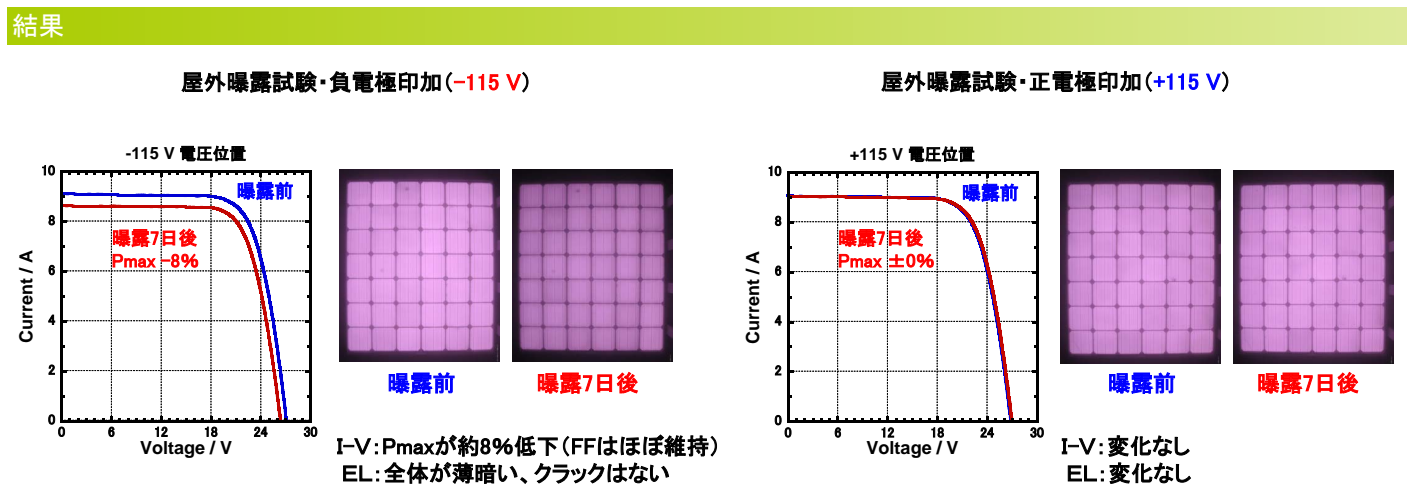 結果
屋外曝露試験・負電極印加(-115 V)
-115 V 電圧位置
10
8
6
4
2
0
Current / A
曝露前
曝露7日後
Pmax -8%
0 6 12 18 24 30
Voltage / V
曝露前
曝露7日後
I-V:Pmaxが約8%低下(FFはほぼ維持)
EL:全体が薄暗い、クラックはない
屋外曝露試験・正電極印加(+115 V)
+115 V 電圧位置
10
8
6
4
2
0
Current / A
曝露前
曝露7日後
Pmax ±0%
0 6 12 18 24 30
Voltage / V
曝露前
曝露7日後
I-V:変化なし
EL:変化なし